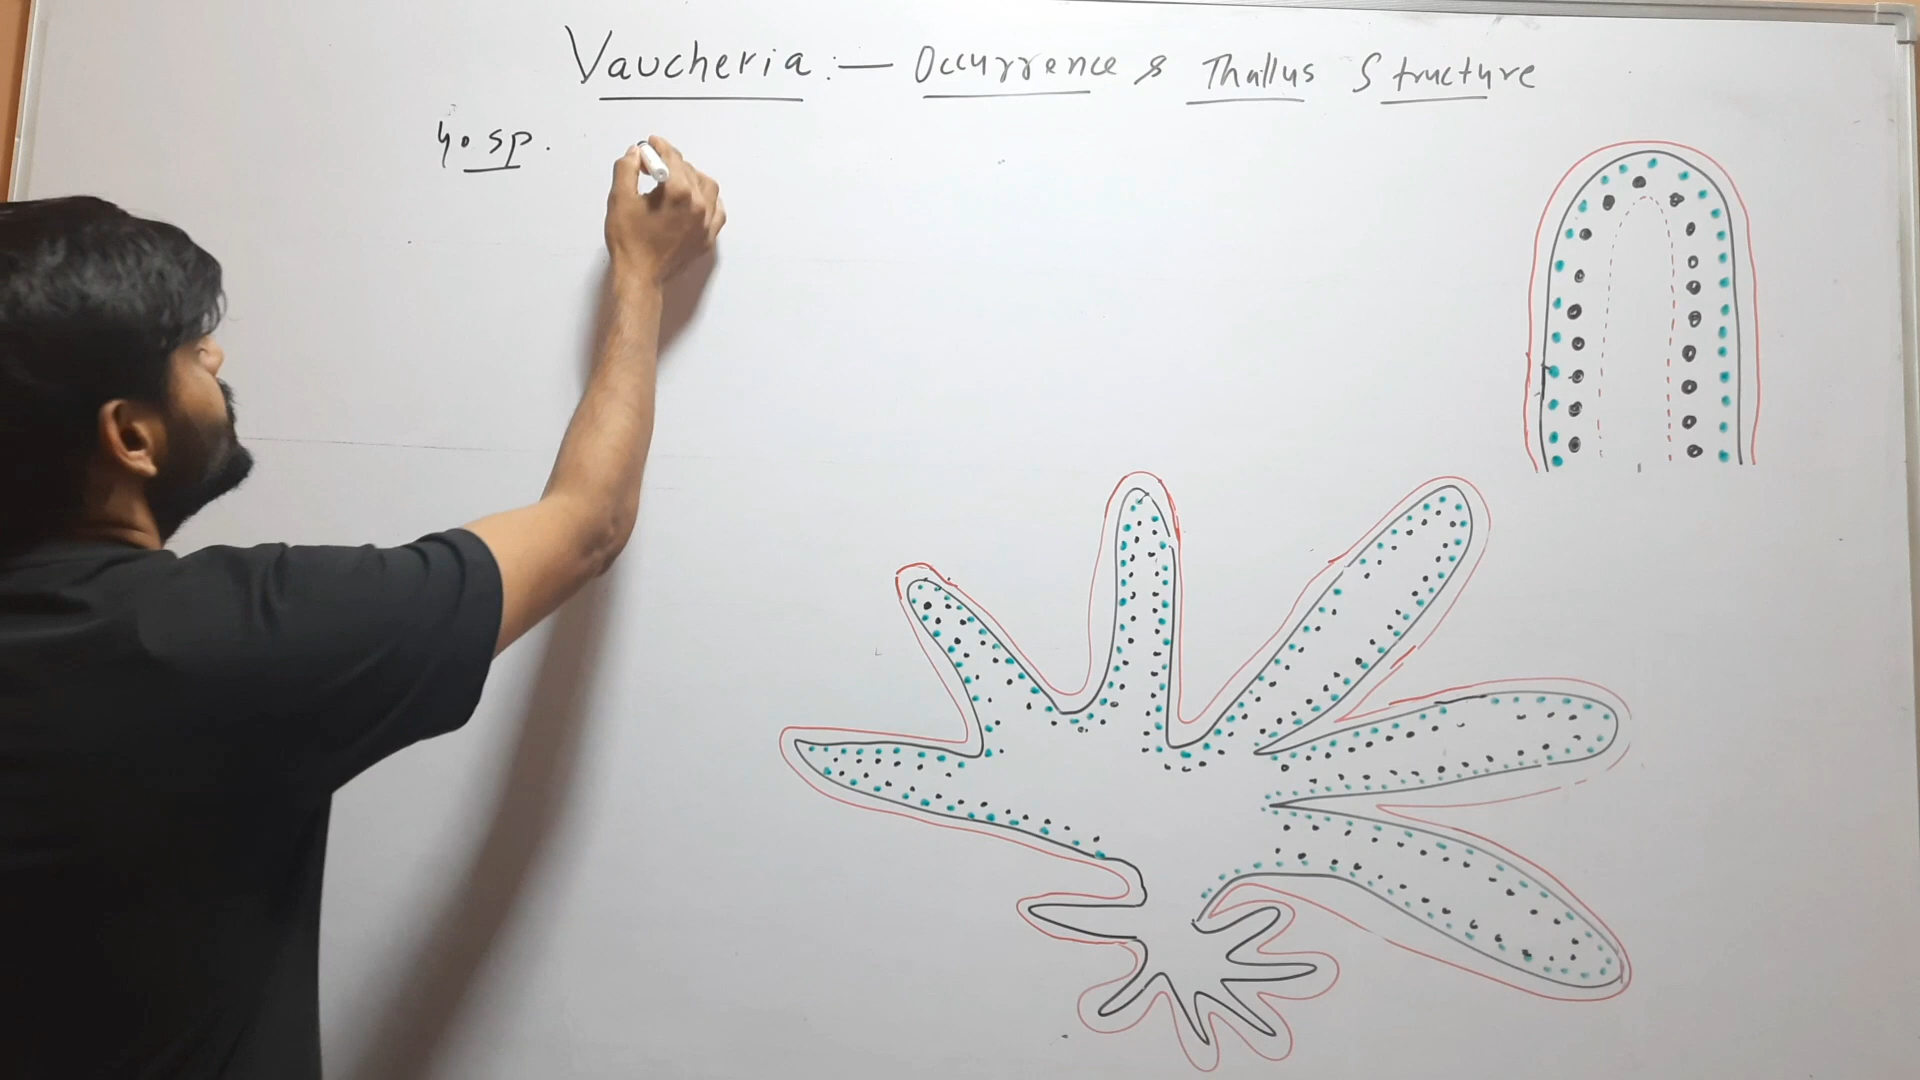 Vaucheria :— Occurrence & Thallus Structure
40 sp.